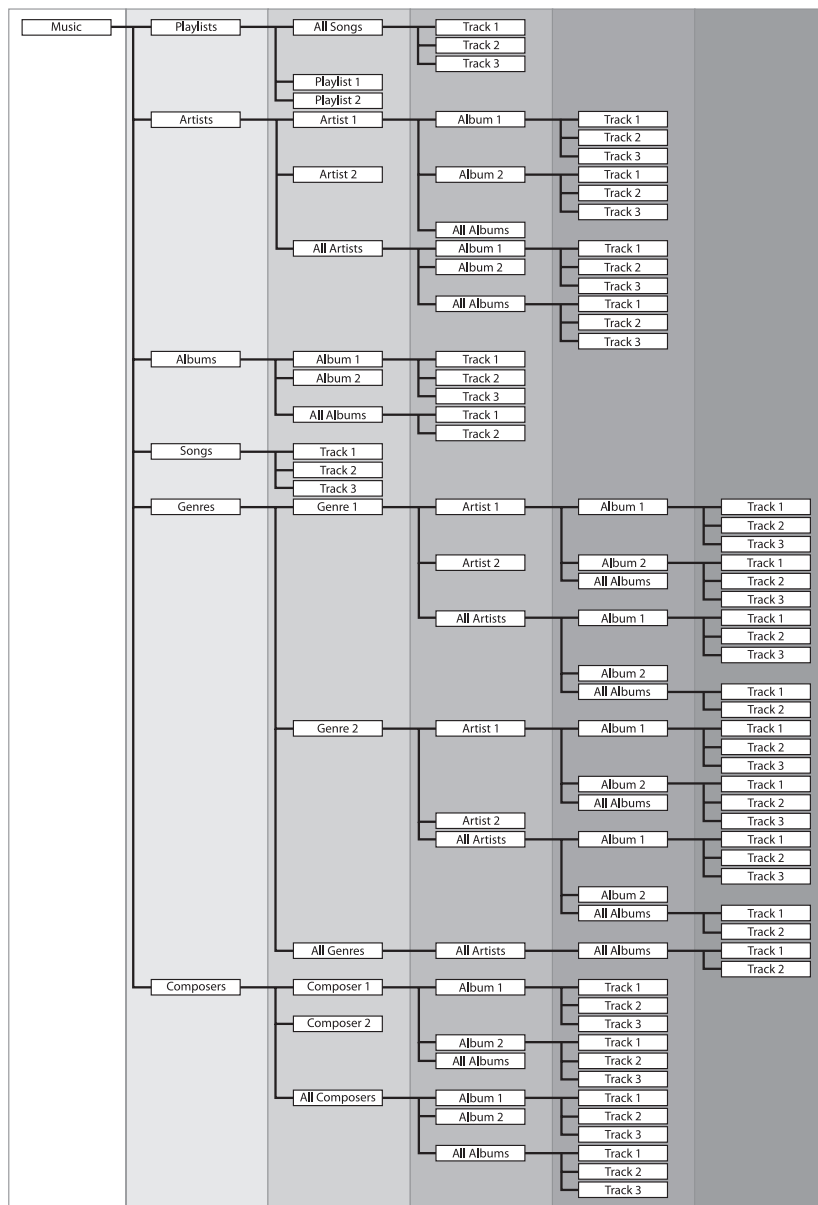 Music Playlists All Songs Track 1
Track 2
Track 3
Playlist 1
Playlist 2
Artists Artist 1 Album 1 Track 1
Track 2
Track 3
Artist 2 Album 2 Track 1
Track 2
Track 3
All Albums
All Artists Album 1 Track 1
Album 2 Track 2
Track 3
All Albums Track 1
Track 2
Track 3
Albums Album 1 Track 1
Album 2 Track 2
Track 3
All Albums Track 1
Track 2
Songs Track 1
Track 2
Track 3
Genres Genre 1 Artist 1 Album 1 Track 1
Track 2
Track 3
Artist 2 Album 2 Track 1
All Albums Track 2
Track 3
All Artists Album 1 Track 1
Track 2
Track 3
Album 2
All Albums Track 1
Track 2
Genre 2 Artist 1 Album 1 Track 1
Track 2
Track 3
Album 2 Track 1
All Albums Track 2
Artist 2 Track 3
All Artists Album 1 Track 1
Track 2
Track 3
Album 2
All Albums Track 1
Track 2
All Genres All Artists All Albums Track 1
Track 2
Composers Composer 1 Album 1 Track 1
Track 2
Composer 2 Track 3
Album 2 Track 1
All Albums Track 2
Track 3
All Composers Album 1 Track 1
Album 2 Track 2
Track 3
All Albums Track 1
Track 2
Track 3